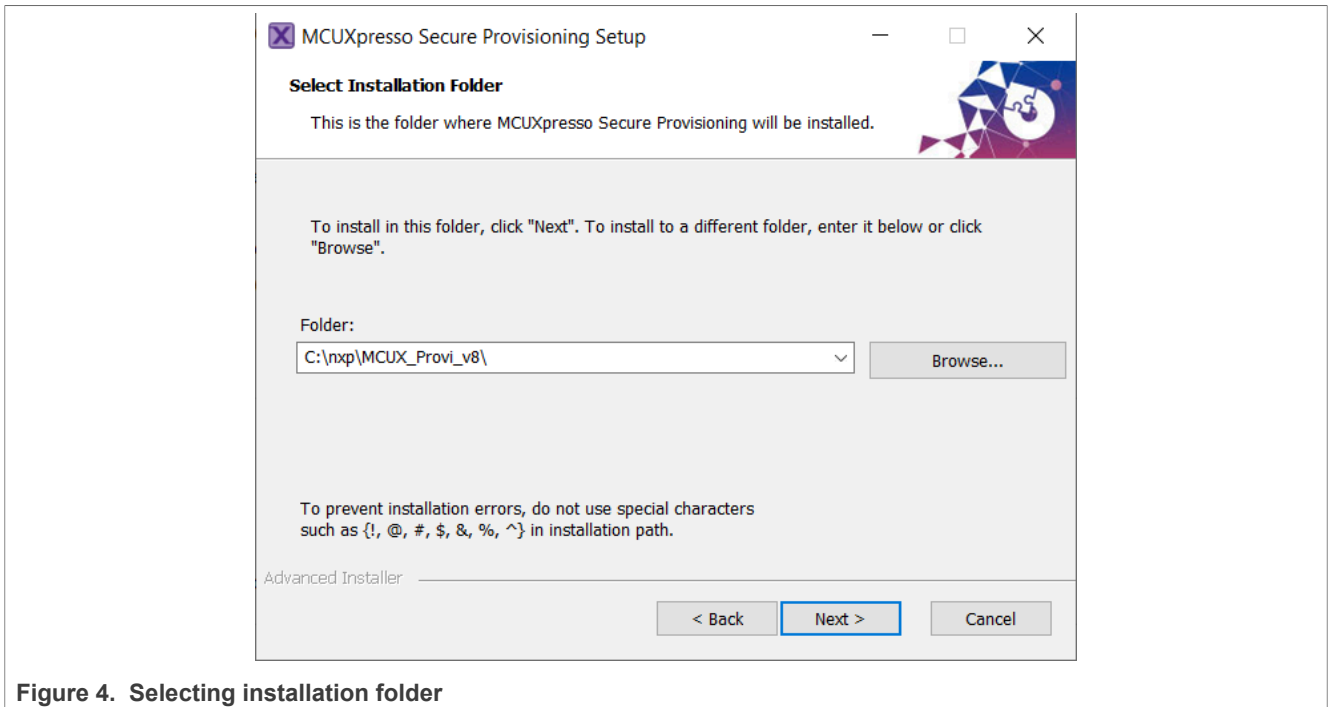 MCUXpresso Secure Provisioning Setup
Select Installation Folder
This is the folder where MCUXpresso Secure Provisioning will be installed.
To install in this folder, click "Next". To install to a different folder, enter it below or click
"Browse".
Folder:
C:\nxp\MCUX_Provi_v8\
Browse...
To prevent installation errors, do not use special characters
such as {!, @, #, $, &, %, ^} in installation path.
Advanced Installer
< Back
Next >
Cancel
Figure 4. Selecting installation folder